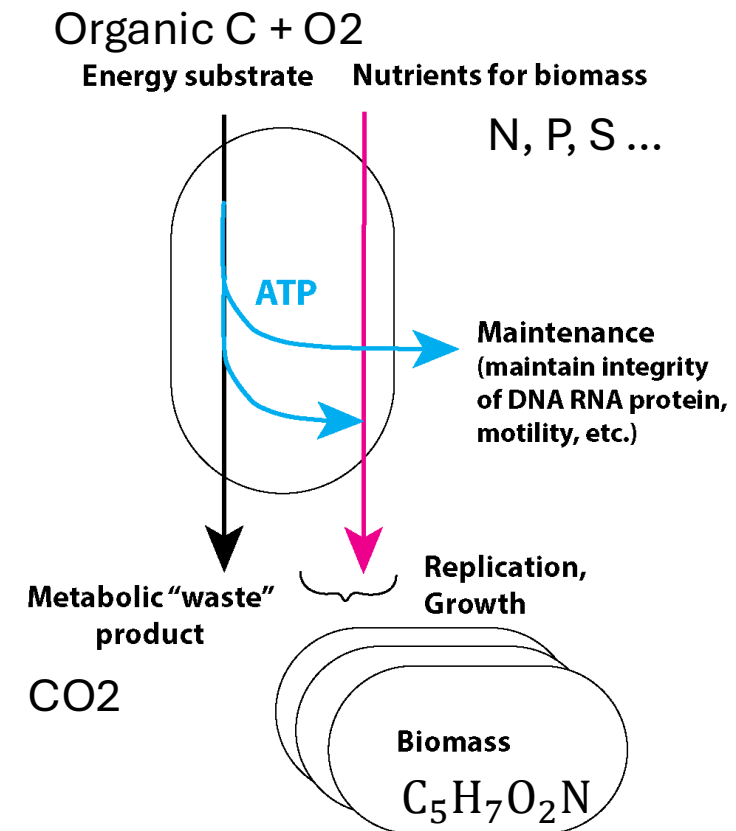 Organic C + O2
Energy substrate
Nutrients for biomass
N, P, S ...
ATP
Maintenance
(maintain integrity
of DNA RNA protein,
motility, etc.)
Replication,
Growth
Metabolic “waste”
product
CO2
Biomass
C₅H₇O₂N